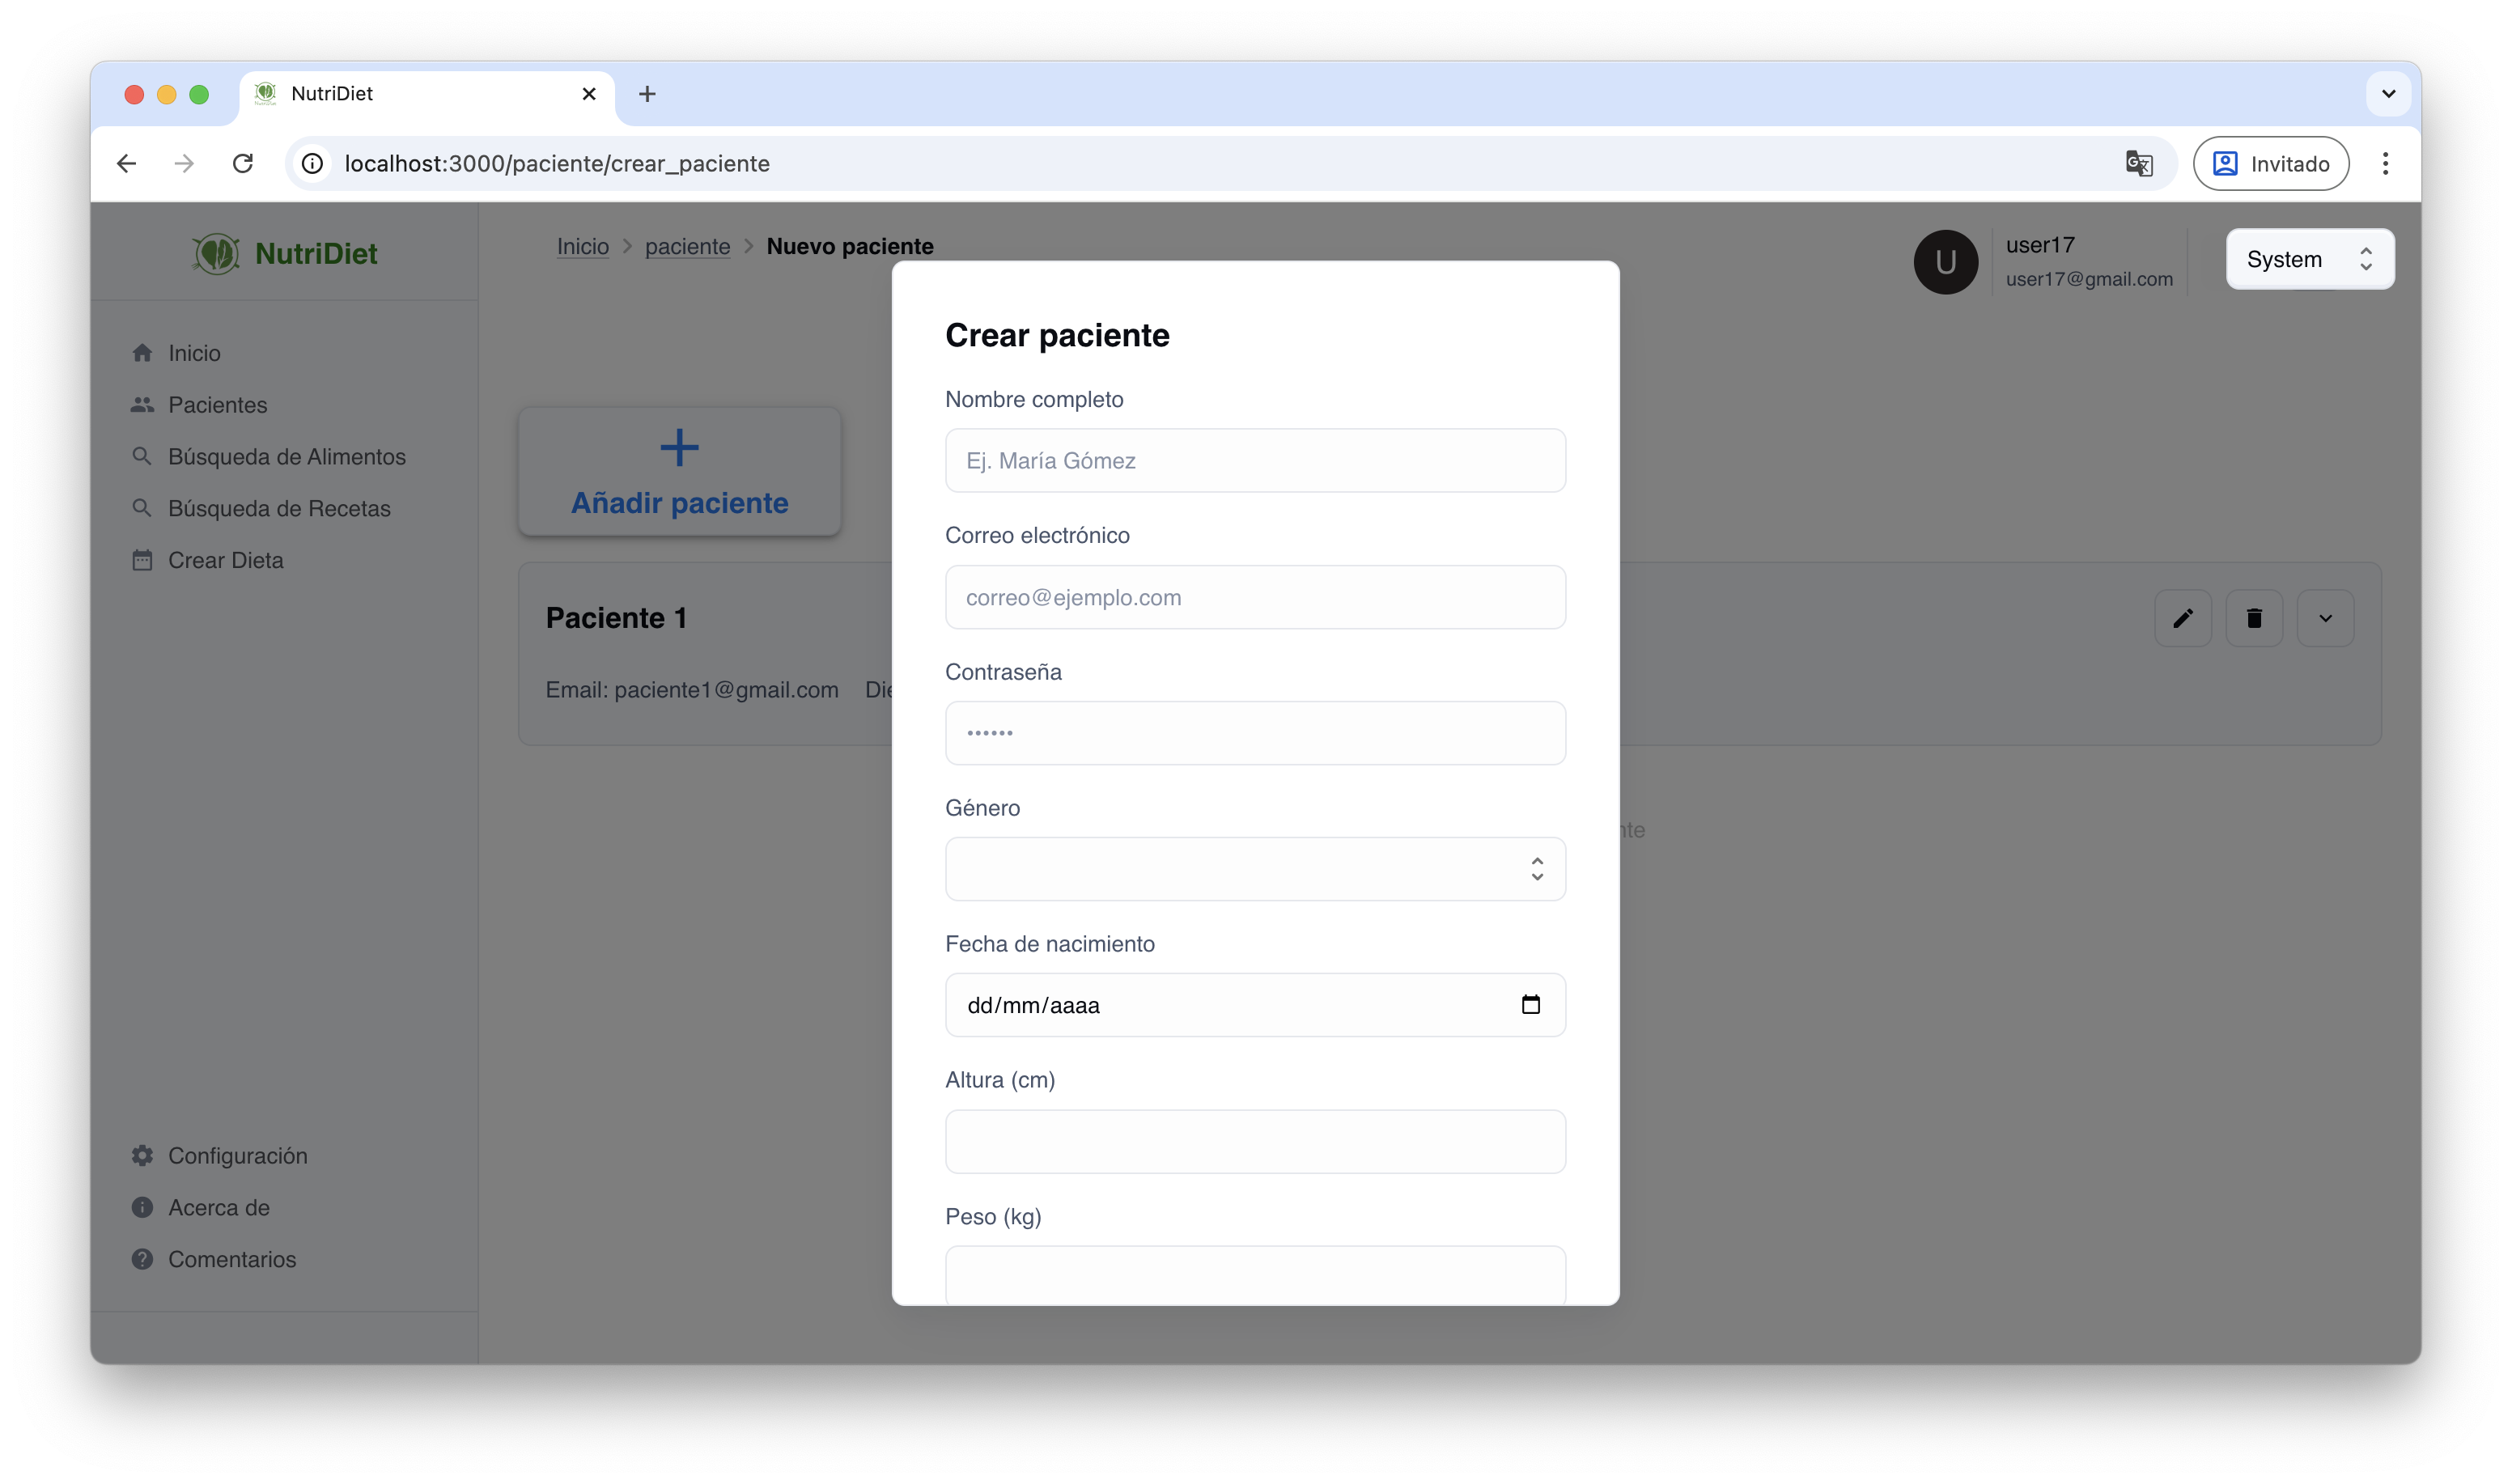 NutriDiet
localhost:3000/paciente/crear_paciente
Invitado
NutriDiet
Inicio
Pacientes
Búsqueda de Alimentos
Búsqueda de Recetas
Crear Dieta
Configuración
Acerca de
Comentarios
Inicio > paciente > Nuevo paciente
U
user17
user17@gmail.com
System
Añadir paciente
Paciente 1
Email: paciente1@gmail.com
Crear paciente
Nombre completo
Ej. María Gómez
Correo electrónico
correo@ejemplo.com
Contraseña
••••••
Género
Fecha de nacimiento
dd/mm/aaaa
Altura (cm)
Peso (kg)